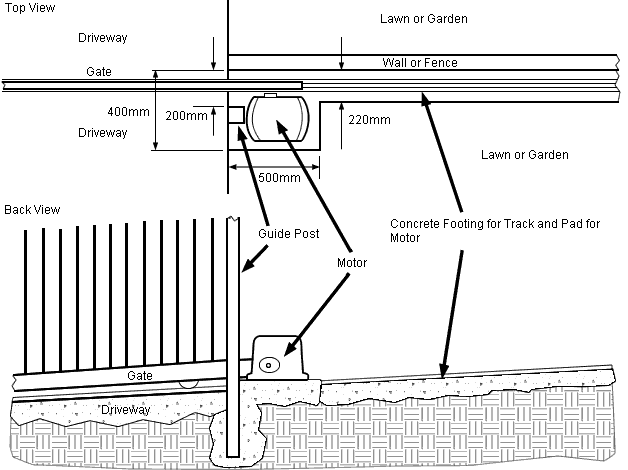 Top View
Lawn or Garden
Driveway
Wall or Fence
Gate
400mm
200mm
220mm
Driveway
Lawn or Garden
500mm
Back View
Guide Post
Concrete Footing for Track and Pad for
Motor
Motor
Gate
Driveway